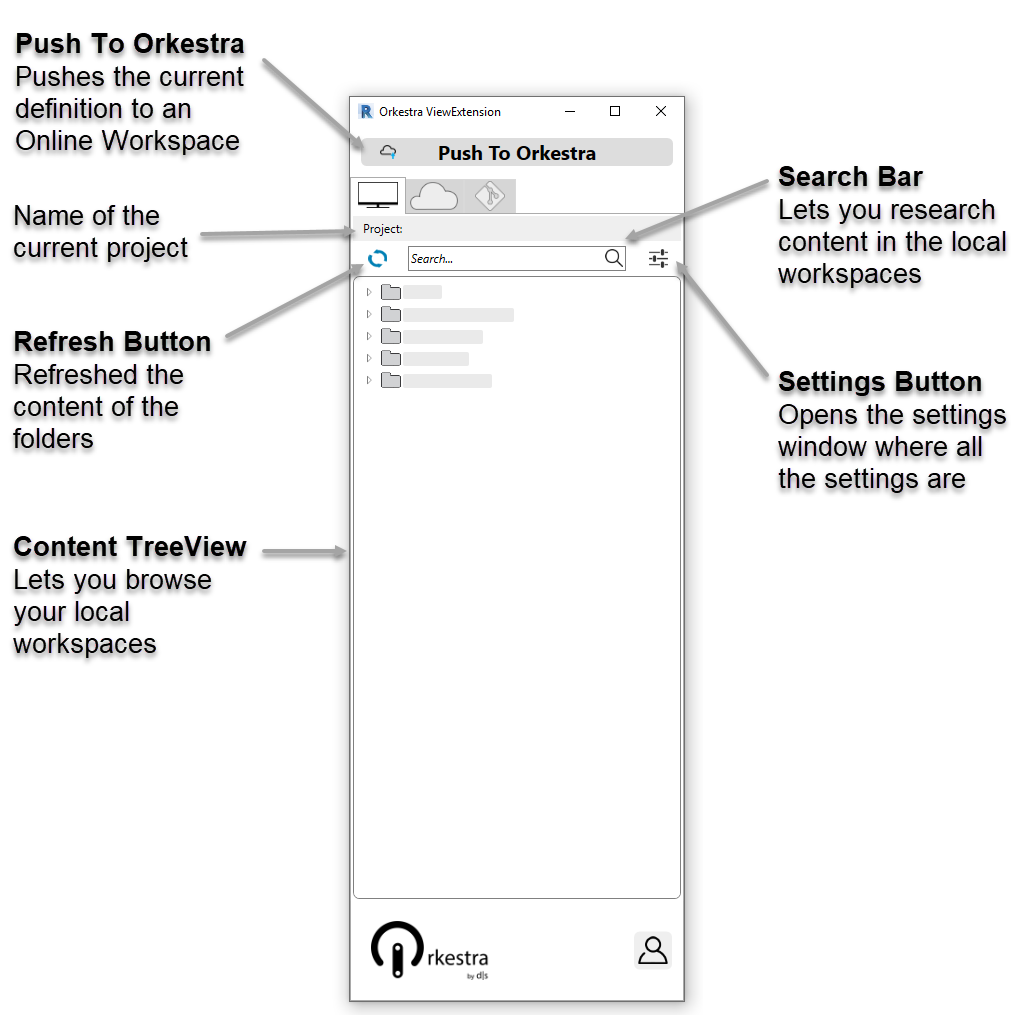 Push To Orkestra
Pushes the current
definition to an
Online Workspace
Name of the
current project
Refresh Button
Refreshed the
content of the
folders
Content TreeView
Lets you browse
your local
workspaces
R Orkestra ViewExtension
Push To Orkestra
Project:
Search...
rkestra
by d|s
Search Bar
Lets you research
content in the local
workspaces
Settings Button
Opens the settings
window where all
the settings are